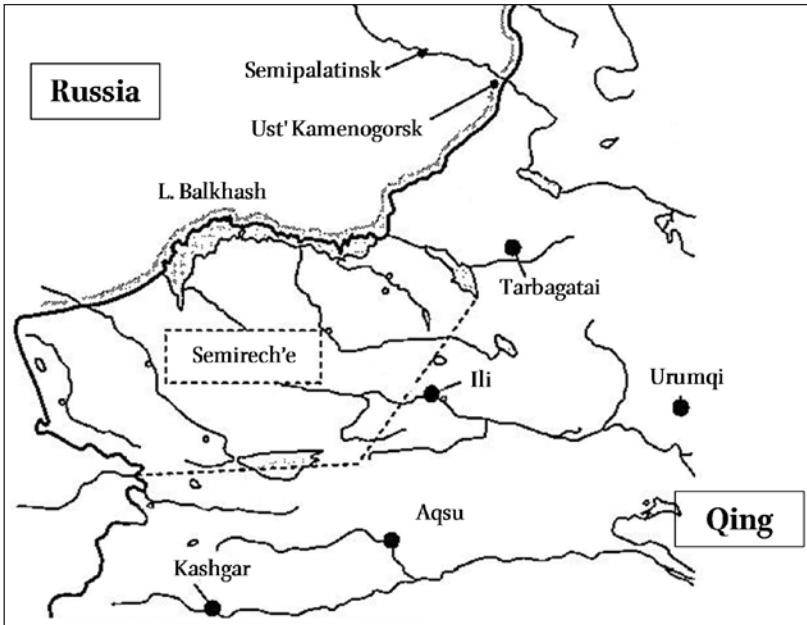 Semipalatinsk
Russia
Ust' Kamenogorsk
L. Balkhash
Tarbagatai
Semirech'e
Ili
Urumqi
Aqsu
Qing
Kashgar